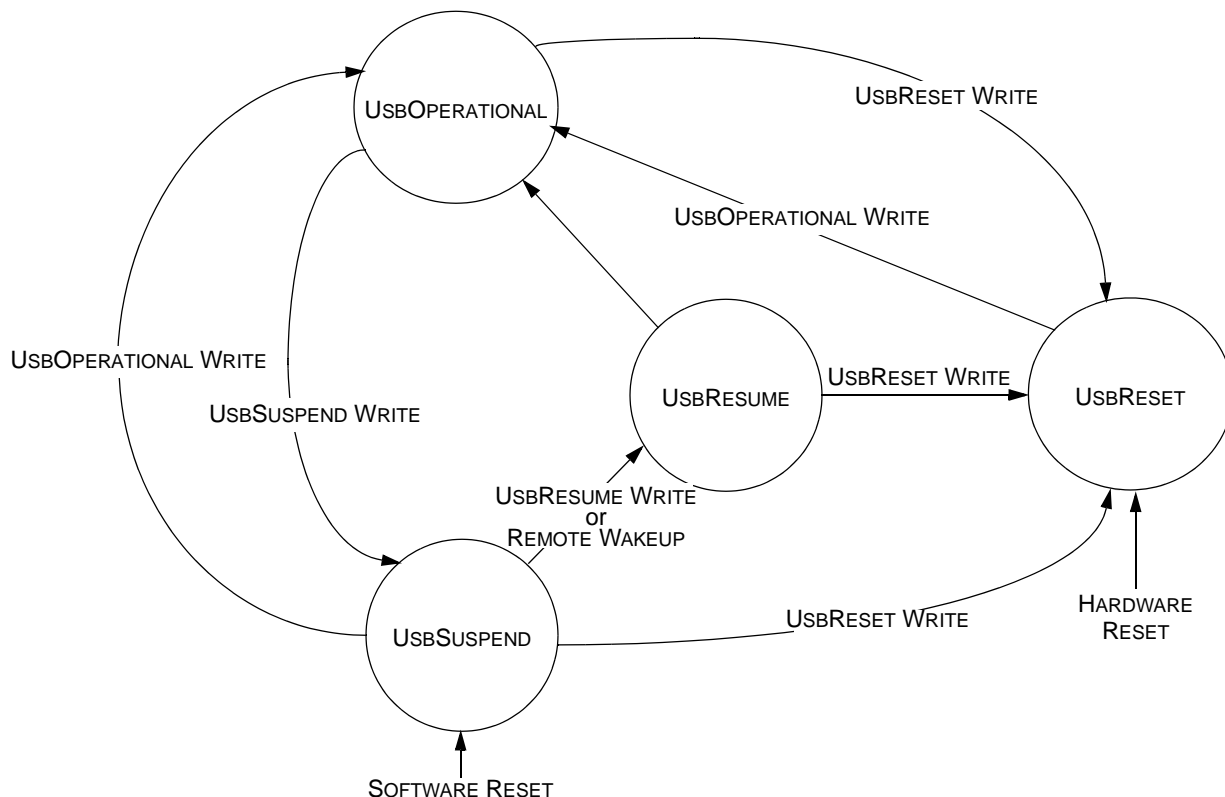 USBOPERATIONAL
USBRESET WRITE
USBOPERATIONAL WRITE
USBOPERATIONAL WRITE
USBSUSPEND WRITE
USBRESUME
USBRESET WRITE
USBRESET
USBRESUME WRITE
or
REMOTE WAKEUP
USBSUSPEND
USBRESET WRITE
HARDWARE
RESET
SOFTWARE RESET